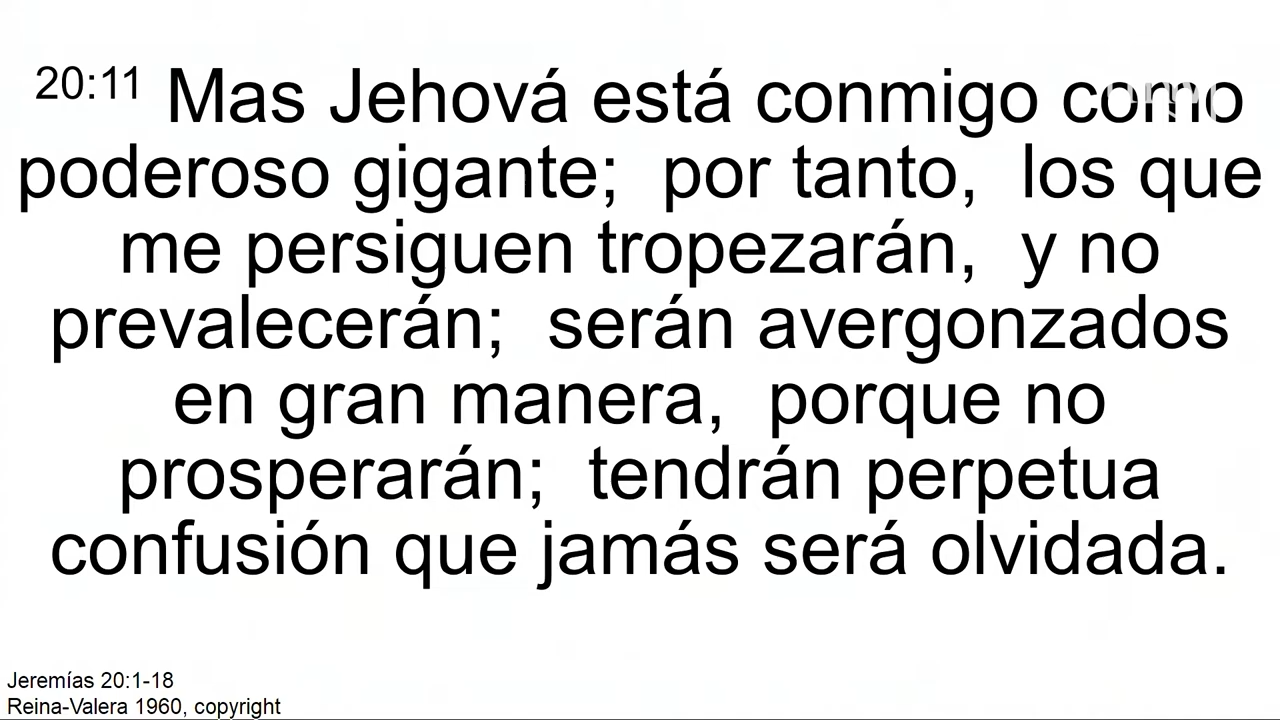 20:11 Mas Jehová está conmigo como
poderoso gigante; por tanto, los que
me persiguen tropezarán, y no
prevalecerán; serán avergonzados
en gran manera, porque no
prosperarán; tendrán perpetua
confusión que jamás será olvidada.
Jeremías 20:1-18
Reina-Valera 1960, copyright